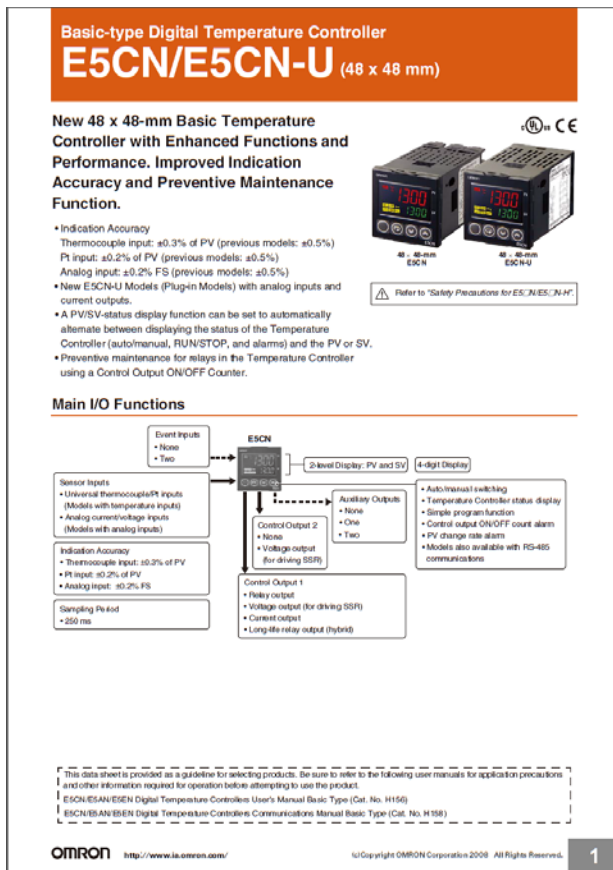 Basic-type Digital Temperature Controller
E5CN/E5CN-U (48 x 48 mm)
New 48 x 48-mm Basic Temperature
Controller with Enhanced Functions and
Performance. Improved Indication
Accuracy and Preventive Maintenance
Function.
• Indication Accuracy
Thermocouple input: ±0.3% of PV (previous models: ±0.5%)
Pt input: ±0.2% of PV (previous models: ±0.5%)
Analog input: ±0.2% FS (previous models: ±0.5%)
• New E5CN-U Models (Plug-in Models) with analog inputs and
current outputs.
• A PV/SV-status display function can be set to automatically
alternate between displaying the status of the Temperature
Controller (auto/manual, RUN/STOP, and alarms) and the PV or SV.
• Preventive maintenance for relays in the Temperature Controller
using a Control Output ON/OFF Counter.
c UL us CE
1300
1300
1300
1300
48 × 48-mm
E5CN
48 × 48-mm
E5CN-U
Refer to "Safety Precautions for E5□N/E5□N-H".
Main I/O Functions
Event Inputs
• None
• Two
E5CN
2-level Display: PV and SV
4-digit Display
Sensor Inputs
• Universal thermocouple/Pt inputs
(Models with temperature inputs)
• Analog current/voltage inputs
(Models with analog inputs)
Indication Accuracy
• Thermocouple input: ±0.3% of PV
• Pt input: ±0.2% of PV
• Analog input: ±0.2% FS
Sampling Period
• 250 ms
Control Output 2
• None
• Voltage output
(for driving SSR)
Auxiliary Outputs
• None
• One
• Two
• Auto/manual switching
• Temperature Controller status display
• Simple program function
• Control output ON/OFF count alarm
• PV change rate alarm
• Models also available with RS-485
communications
Control Output 1
• Relay output
• Voltage output (for driving SSR)
• Current output
• Long-life relay output (hybrid)
This data sheet is provided as a guideline for selecting products. Be sure to refer to the following user manuals for application precautions
and other information required for operation before attempting to use the product.
E5CN/E5AN/E5EN Digital Temperature Controllers User's Manual Basic Type (Cat. No. H156)
E5CN/E5AN/E5EN Digital Temperature Controllers Communications Manual Basic Type (Cat. No. H158)
OMRON http://www.ia.omron.com/ (c)Copyright OMRON Corporation 2008 All Rights Reserved. 1